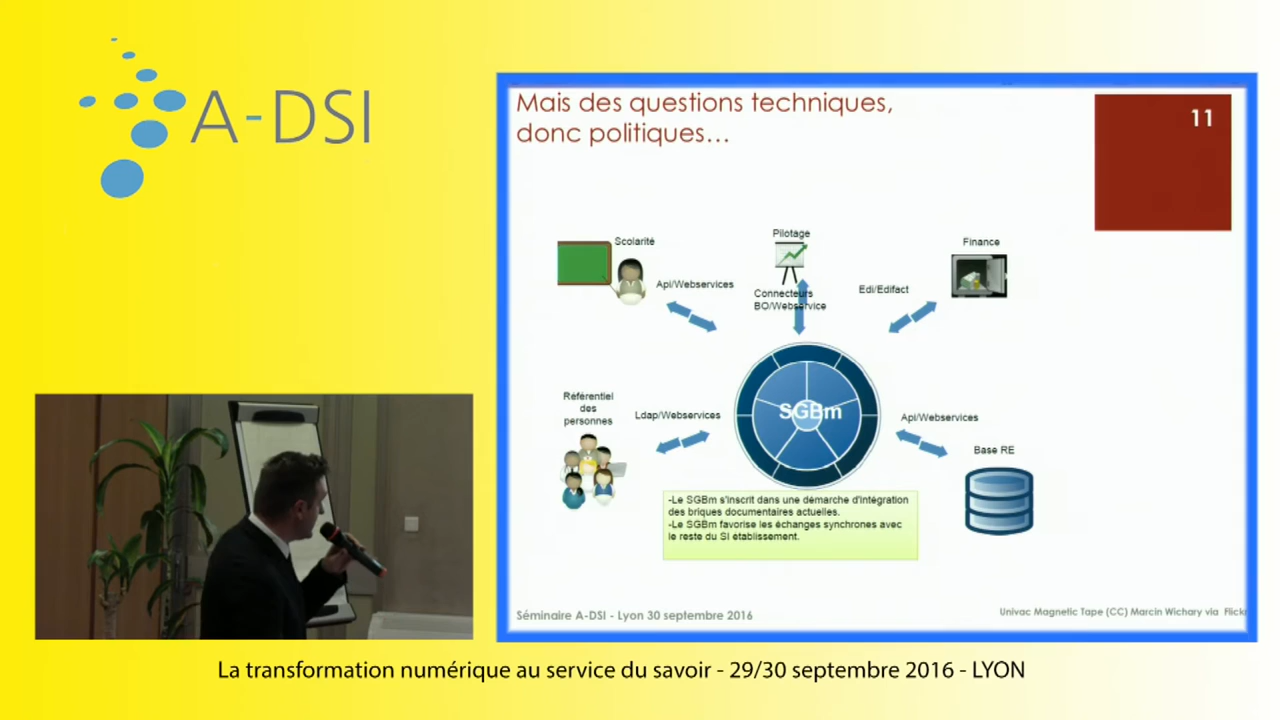 A-DSI
Mais des questions techniques,
donc politiques…
11
Scolarité
Pilotage
Finance
Api/Webservices
Connecteurs
BO/Webservice
Edi/Edifact
Référentiel
des
personnes
Ldap/Webservices
SGBm
Api/Webservices
Base RE
-Le SGBm s'inscrit dans une démarche d'intégration
des briques documentaires actuelles.
-Le SGBm favorise les échanges synchrones avec
le reste du SI établissement.
Séminaire A-DSI - Lyon 30 septembre 2016
Univac Magnetic Tape (CC) Marcin Wichary via Flickr
La transformation numérique au service du savoir - 29/30 septembre 2016 - LYON